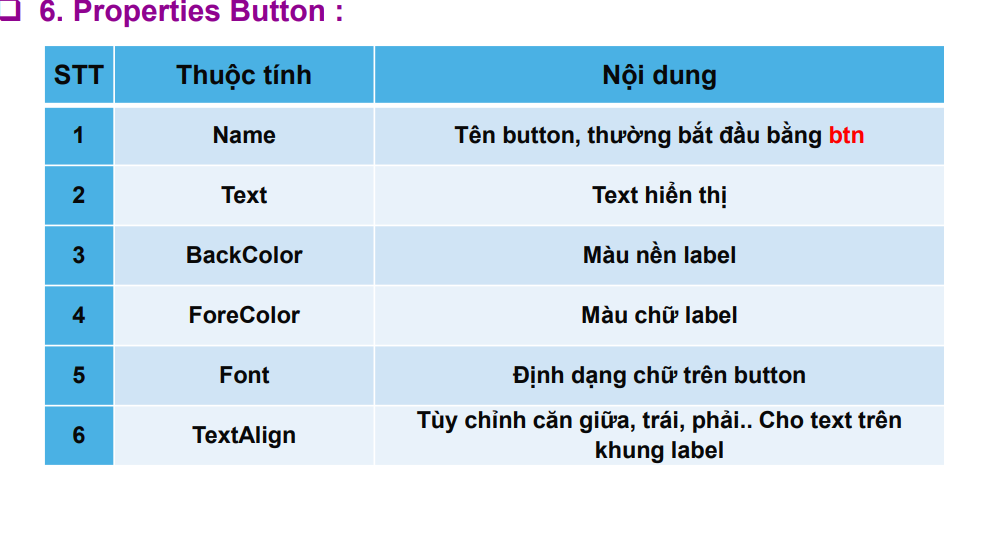 6. Properties Button :
STT Thuộc tính Nội dung
1 Name Tên button, thường bắt đầu bằng btn
2 Text Text hiển thị
3 BackColor Màu nền label
4 ForeColor Màu chữ label
5 Font Định dạng chữ trên button
6 TextAlign Tùy chỉnh căn giữa, trái, phải.. Cho text trên
khung label